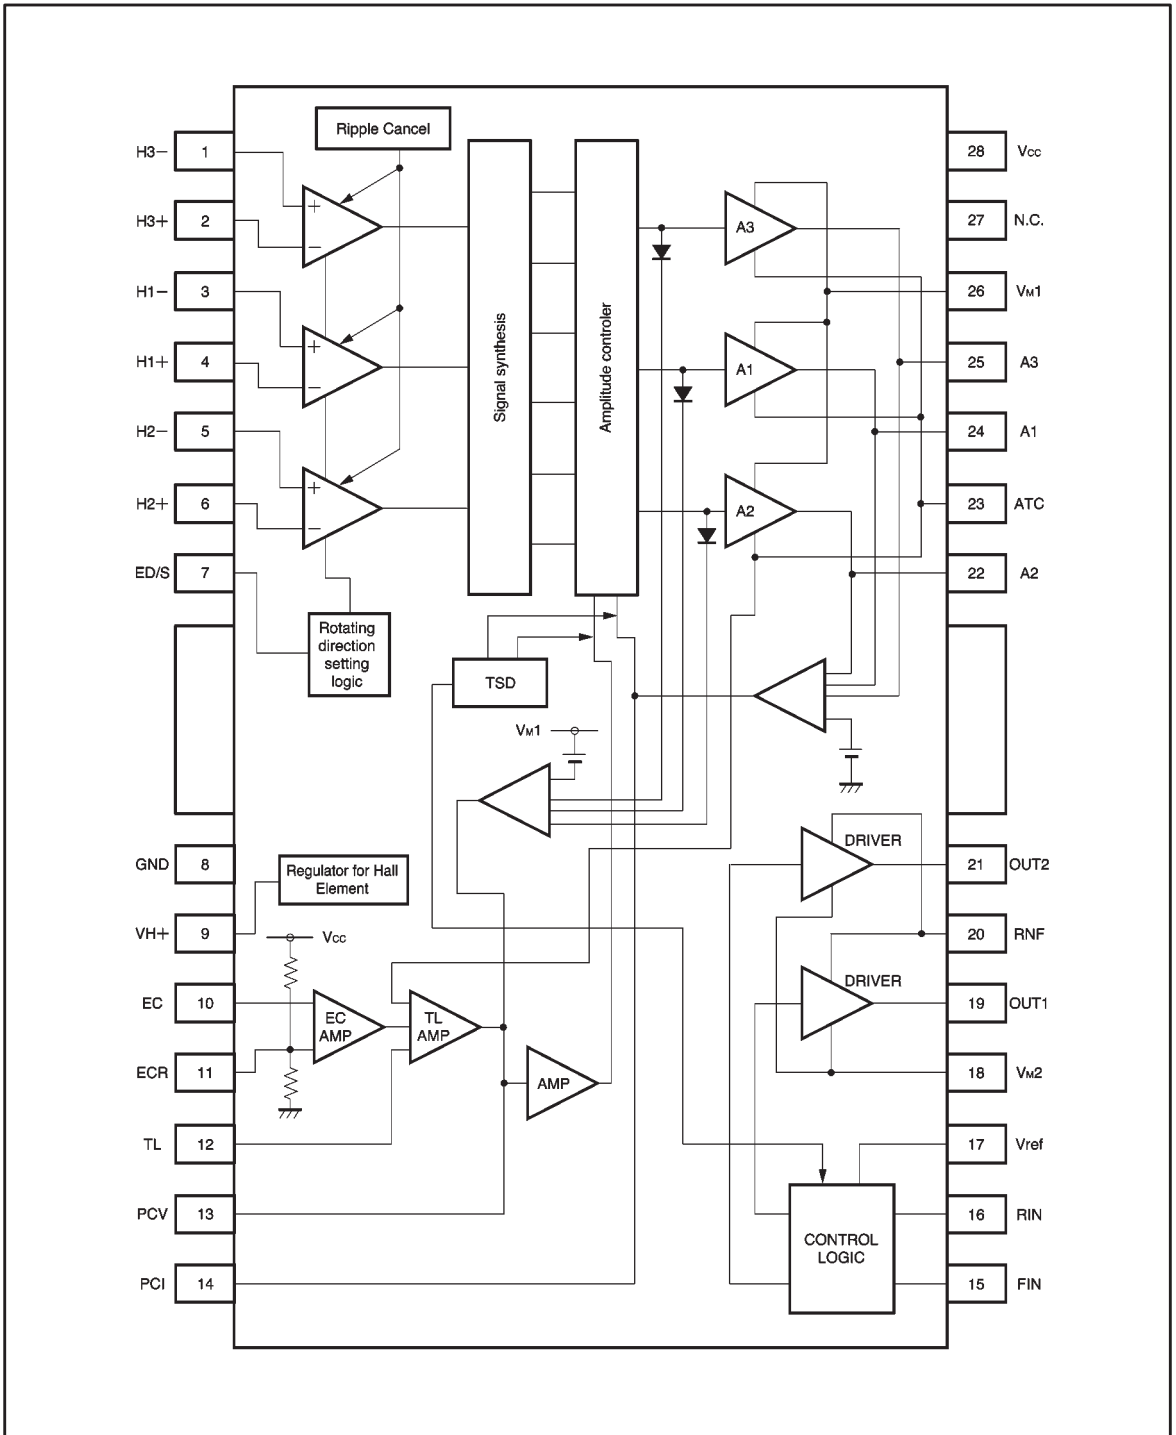 Ripple Cancel
H3− 1
H3+ 2
H1− 3
H1+ 4
H2− 5
H2+ 6
ED/S 7
+
−
+
−
+
−
Signal synthesis
Amplitude controler
A3
A1
A2
28 Vcc
27 N.C.
26 VM1
25 A3
24 A1
23 ATC
22 A2
Rotating
direction
setting
logic
TSD
VM1
GND 8
VH+ 9
EC 10
ECR 11
TL 12
PCV 13
PCI 14
Regulator for Hall
Element
Vcc
EC
AMP
TL
AMP
AMP
DRIVER
DRIVER
21 OUT2
20 RNF
19 OUT1
18 VM2
17 Vref
16 RIN
15 FIN
CONTROL
LOGIC